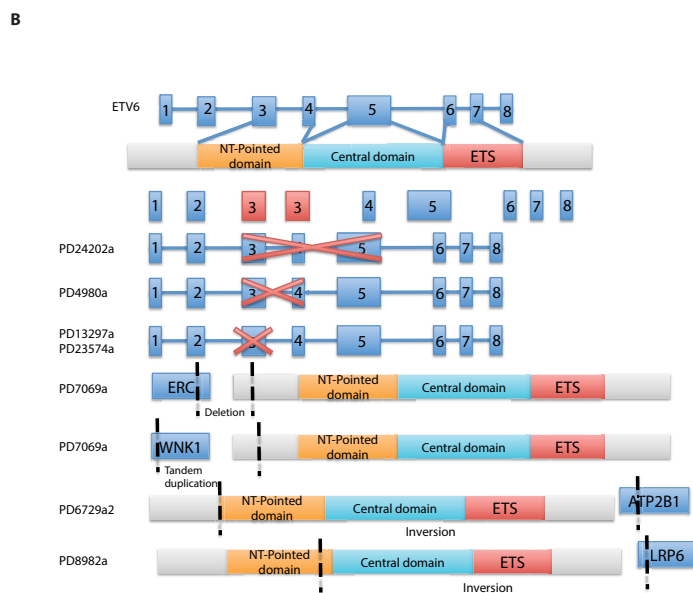 B
ETV6
1 2 3 4 5 6 7 8
NT-Pointed domain Central domain ETS
1 2 3 3 4 5 6 7 8
PD24202a 1 2 3 4 5 6 7 8
PD4980a 1 2 3 4 5 6 7 8
PD13297a
PD23574a
1 2 3 4 5 6 7 8
PD7069a ERC NT-Pointed domain Central domain ETS
Deletion
PD7069a WNK1 NT-Pointed domain Central domain ETS
Tandem
duplication
PD6729a2 NT-Pointed domain Central domain ETS ATP2B1
Inversion
PD8982a NT-Pointed domain Central domain ETS LRP6
Inversion